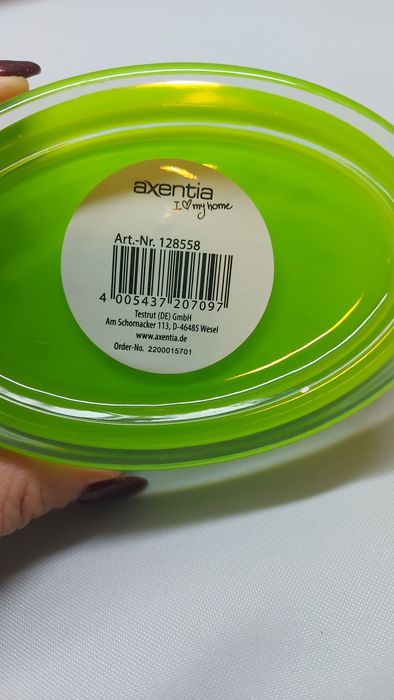 axentia
I ♡ my home
Art.-Nr. 128558
4 005437 207097
Testrut (DE) GmbH
Am Schornacker 113, D-46485 Wesel
www.axentia.de
Order-No. 2200015701